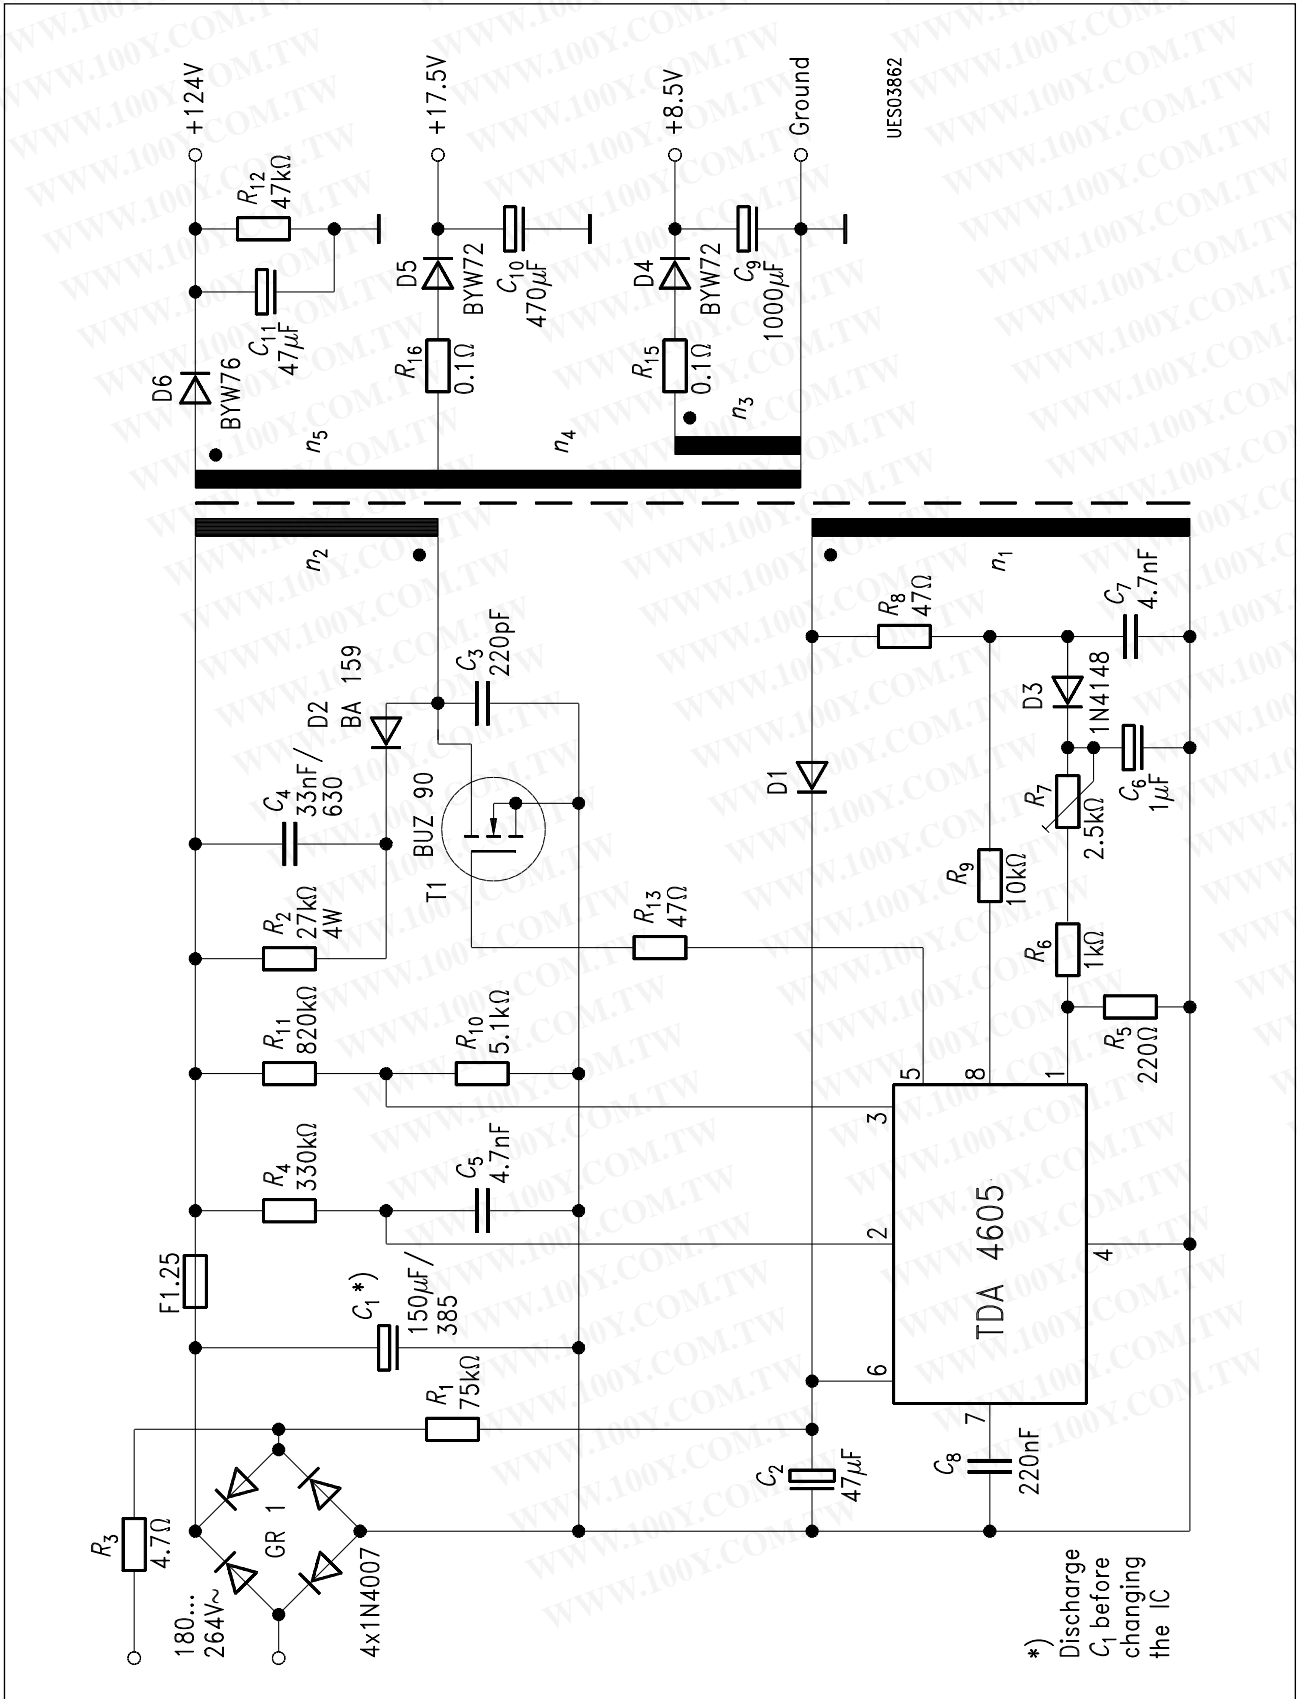 +124V
+17.5V
+8.5V
Ground
UES03862
R12
47kΩ
C11
47µF
D6
BYW76
D5
BYW72
C10
470µF
R16
0.1Ω
D4
BYW72
C9
1000µF
R15
0.1Ω
n5
n4
n3
n2
n1
R8
47Ω
C7
4.7nF
C3
220pF
D2
BA 159
C4
33nF/
630
BUZ 90
T1
D1
D3
1N4148
C6
1µF
R7
2.5kΩ
R9
10kΩ
R6
1kΩ
R5
220Ω
R2
27kΩ
4W
R13
47Ω
R11
820kΩ
R10
5.1kΩ
R4
330kΩ
C5
4.7nF
F1.25
C1*)
150µF/
385
R1
75kΩ
5
8
1
3
2
6
4
7
TDA 4605
C2
47µF
C8
220nF
R3
4.7Ω
GR 1
180...
264V~
4x1N4007
*)
Discharge
C1 before
changing
the IC
WWW.100Y.COM.TW